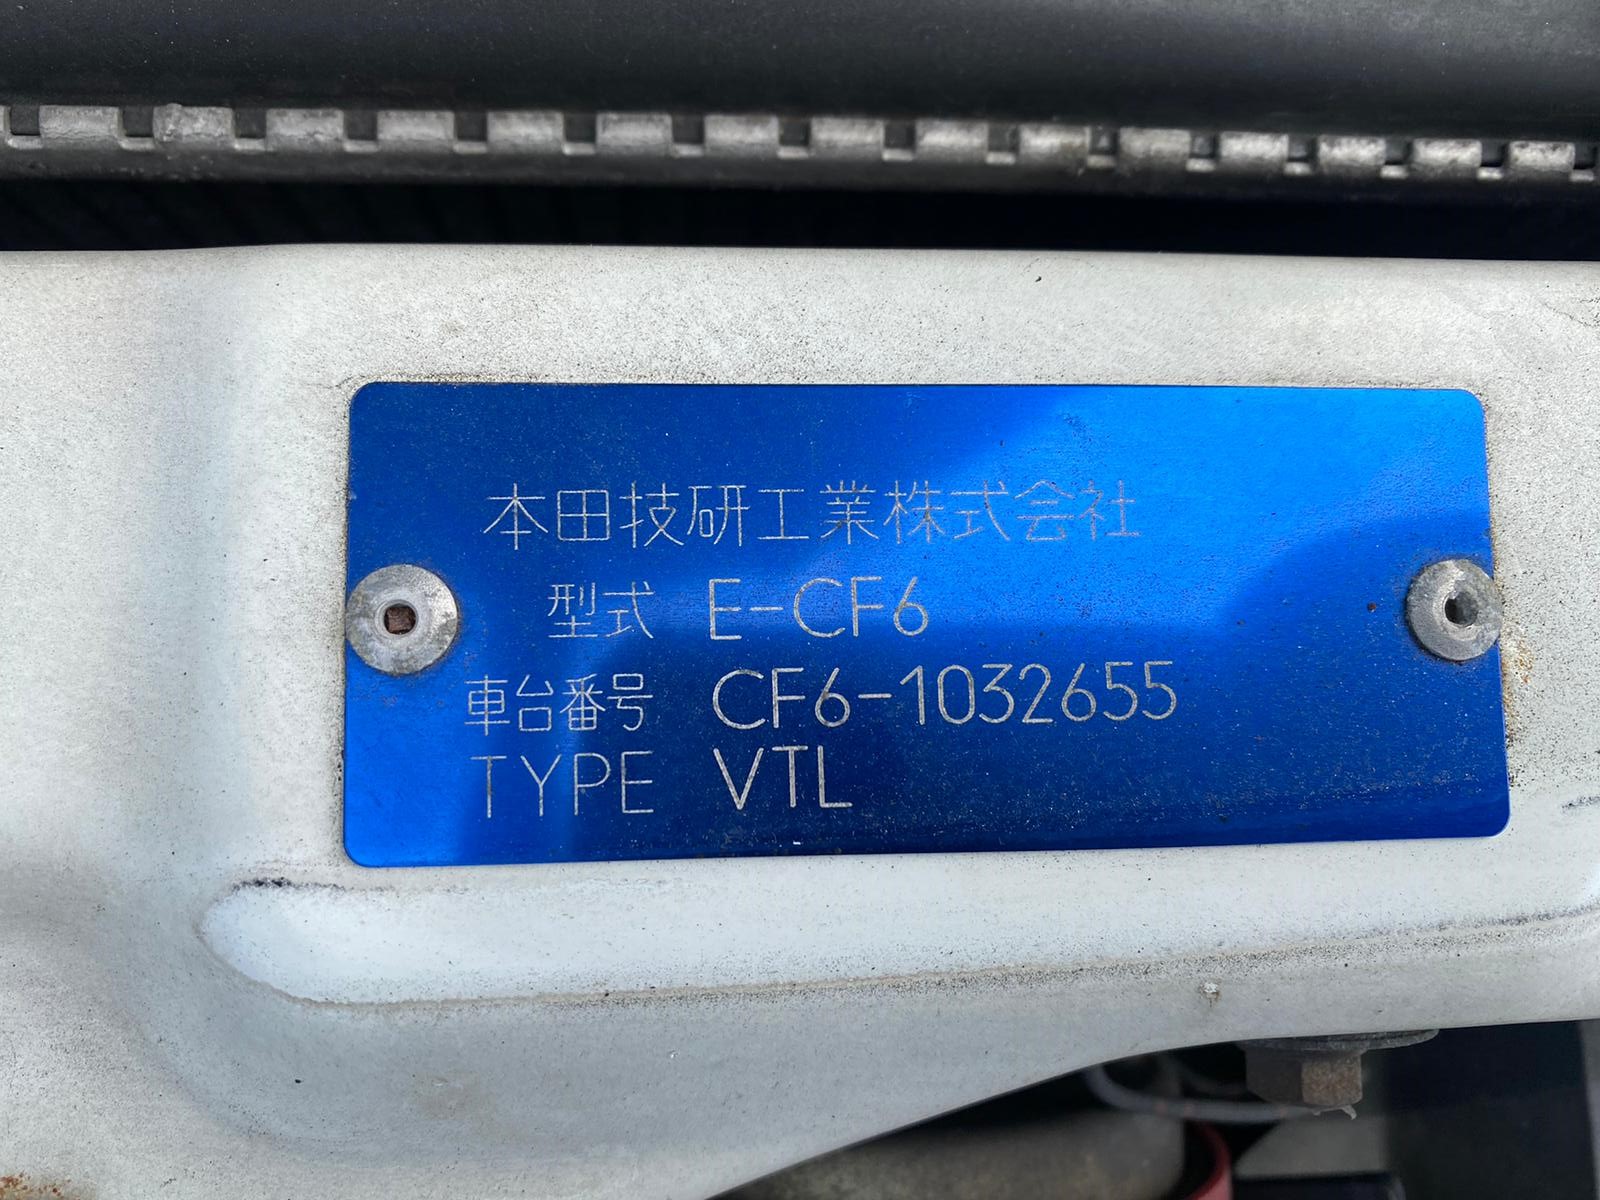 本田技研工業株式会社
型式 E-CF6
車台番号 CF6-1032655
TYPE VTL